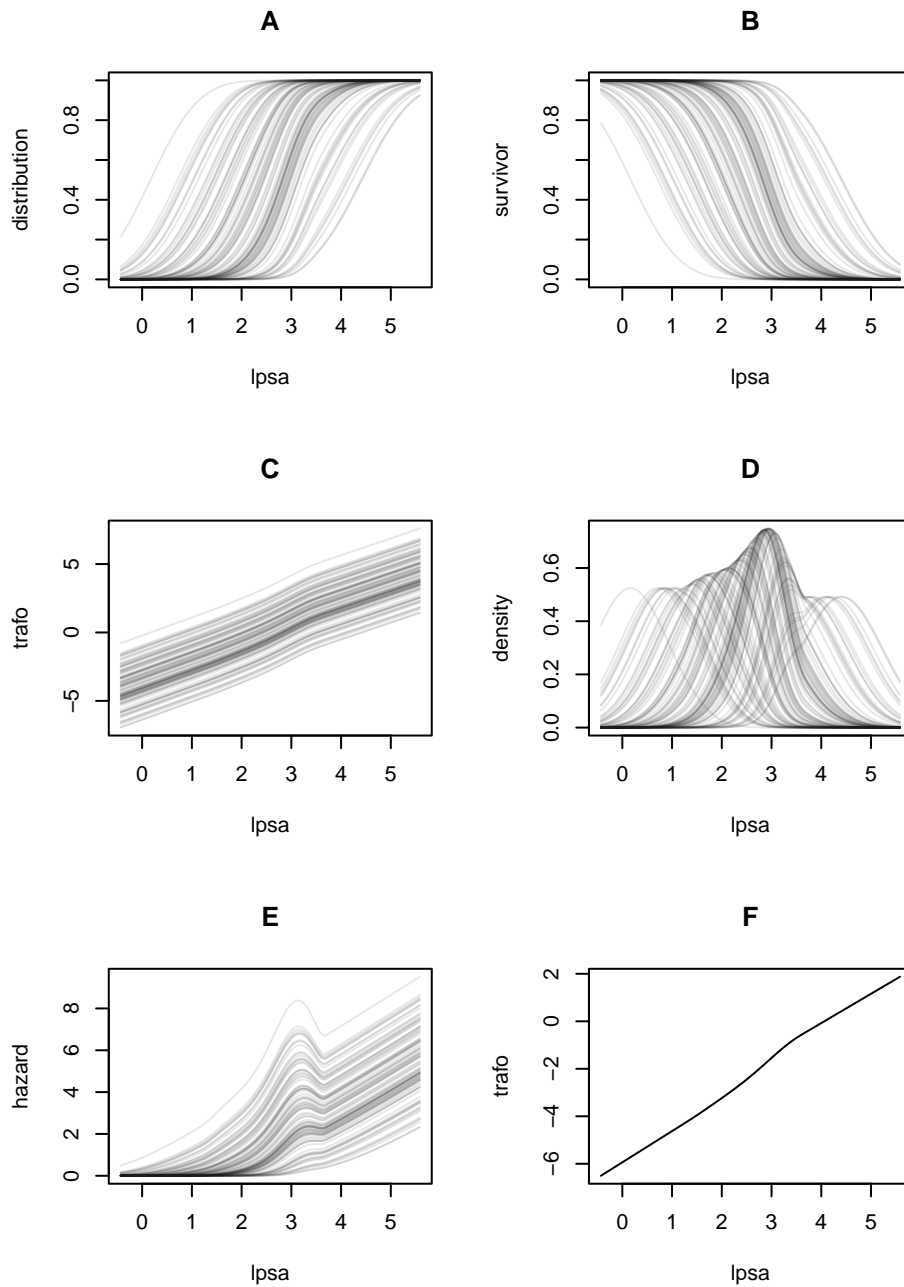 A
distribution
0.0 0.4 0.8
0 1 2 3 4 5
lpsa
B
survivor
0.0 0.4 0.8
0 1 2 3 4 5
lpsa
C
trafo
−5 0 5
0 1 2 3 4 5
lpsa
D
density
0.0 0.2 0.4 0.6
0 1 2 3 4 5
lpsa
E
hazard
0 2 4 6 8
0 1 2 3 4 5
lpsa
F
trafo
−6 −4 −2 0 2
0 1 2 3 4 5
lpsa